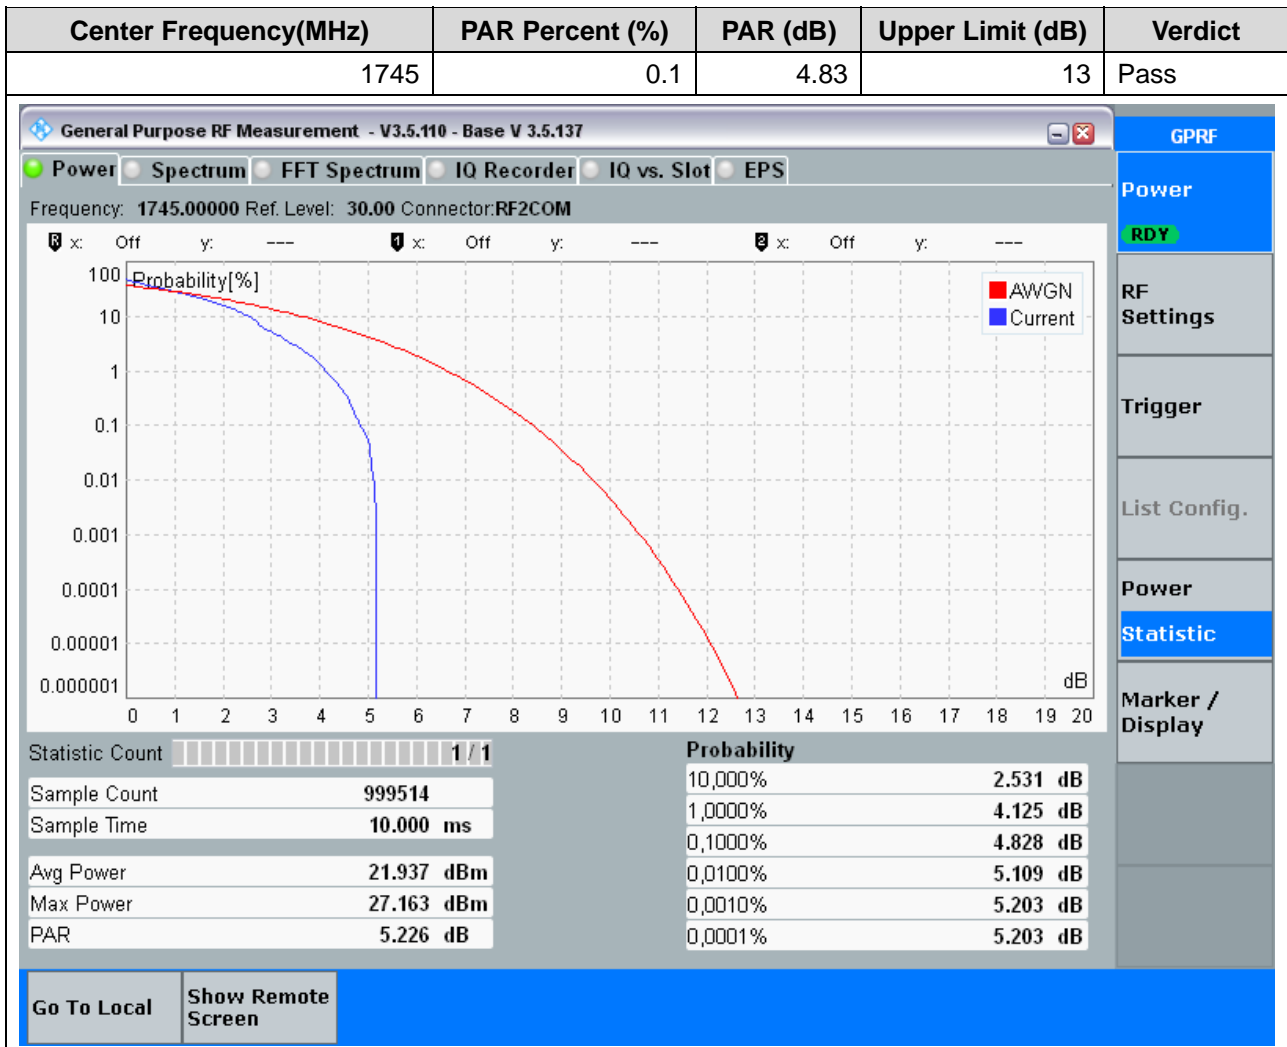 Center Frequency(MHz) PAR Percent (%) PAR (dB) Upper Limit (dB) Verdict
1745 0.1 4.83 13 Pass
General Purpose RF Measurement - V3.5.110 - Base V 3.5.137
GPRF
Power Spectrum FFT Spectrum IQ Recorder IQ vs. Slot EPS
Power
RDY
Frequency: 1745.00000 Ref. Level: 30.00 Connector:RF2COM
R x: Off y: --- 1 x: Off y: --- 2 x: Off y: ---
Probability[%]
AWGN
Current
100
10
1
0.1
0.01
0.001
0.0001
0.00001
0.000001
dB
0 1 2 3 4 5 6 7 8 9 10 11 12 13 14 15 16 17 18 19 20
RF
Settings
Trigger
List Config.
Power
Statistic
Marker /
Display
Statistic Count 1 / 1
Sample Count 999514
Sample Time 10.000 ms
Avg Power 21.937 dBm
Max Power 27.163 dBm
PAR 5.226 dB
Probability
10,000% 2.531 dB
1,0000% 4.125 dB
0,1000% 4.828 dB
0,0100% 5.109 dB
0,0010% 5.203 dB
0,0001% 5.203 dB
Go To Local
Show Remote
Screen